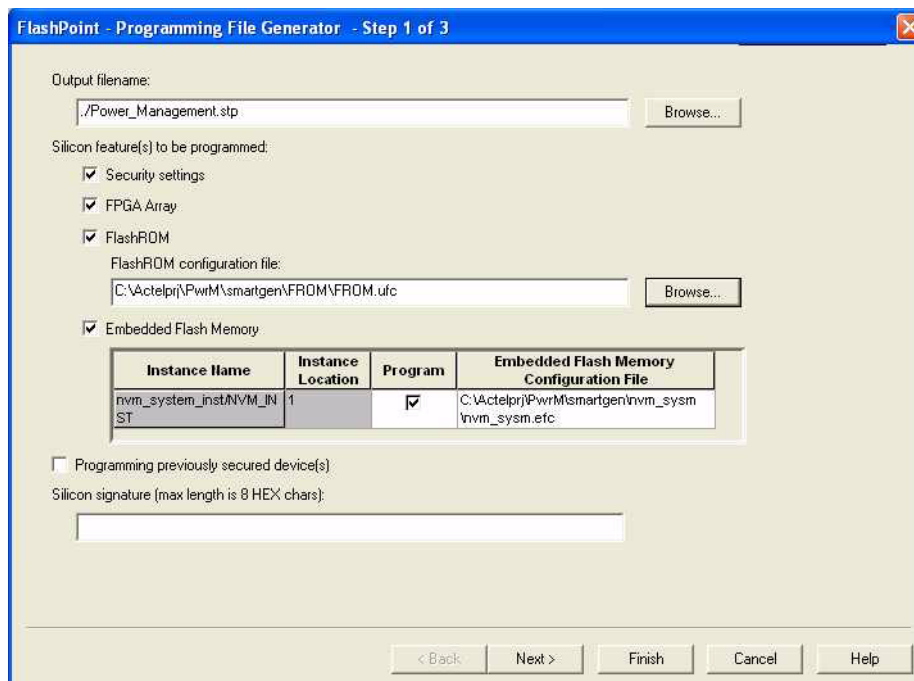 FlashPoint - Programming File Generator - Step 1 of 3
Output filename:
./Power_Management.stp
Browse...
Silicon feature(s) to be programmed:
Security settings
FPGA Array
FlashROM
FlashROM configuration file:
C:\Actelprj\PwrM\smartgen\FROM\FROM.ufc
Browse...
Embedded Flash Memory
Instance Name
Instance
Location
Program
Embedded Flash Memory
Configuration File
nvm_system_inst/NVM_IN
ST
1
C:\Actelprj\PwrM\smartgen\nvm_sysm
\nvm_sysm.efc
Programming previously secured device(s)
Silicon signature (max length is 8 HEX chars):
< Back
Next >
Finish
Cancel
Help